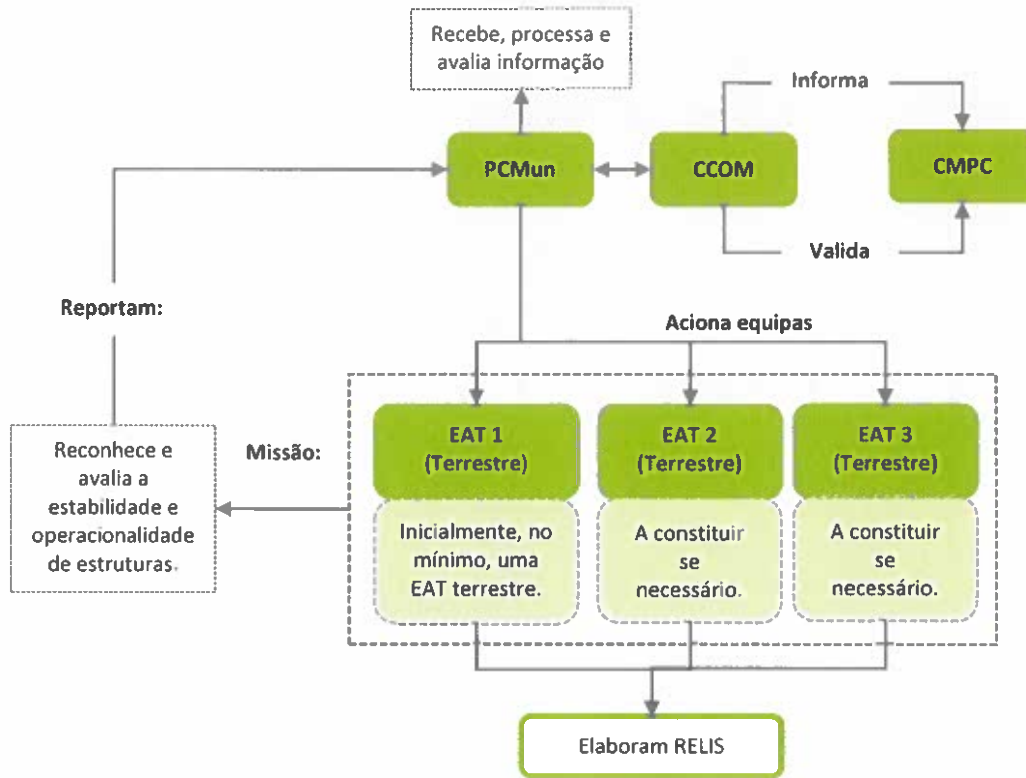 Recebe, processa e
avalia informação
Informa
PCMun
CCOM
CMPC
Valida
Reportam:
Aciona equipas
EAT 1
(Terrestre)
EAT 2
(Terrestre)
EAT 3
(Terrestre)
Missão:
Reconhece e
avalia a
estabilidade e
operacionalidade
de estruturas.
Inicialmente, no
mínimo, uma
EAT terrestre.
A constituir
se
necessário.
A constituir
se
necessário.
Elaboram RELIS